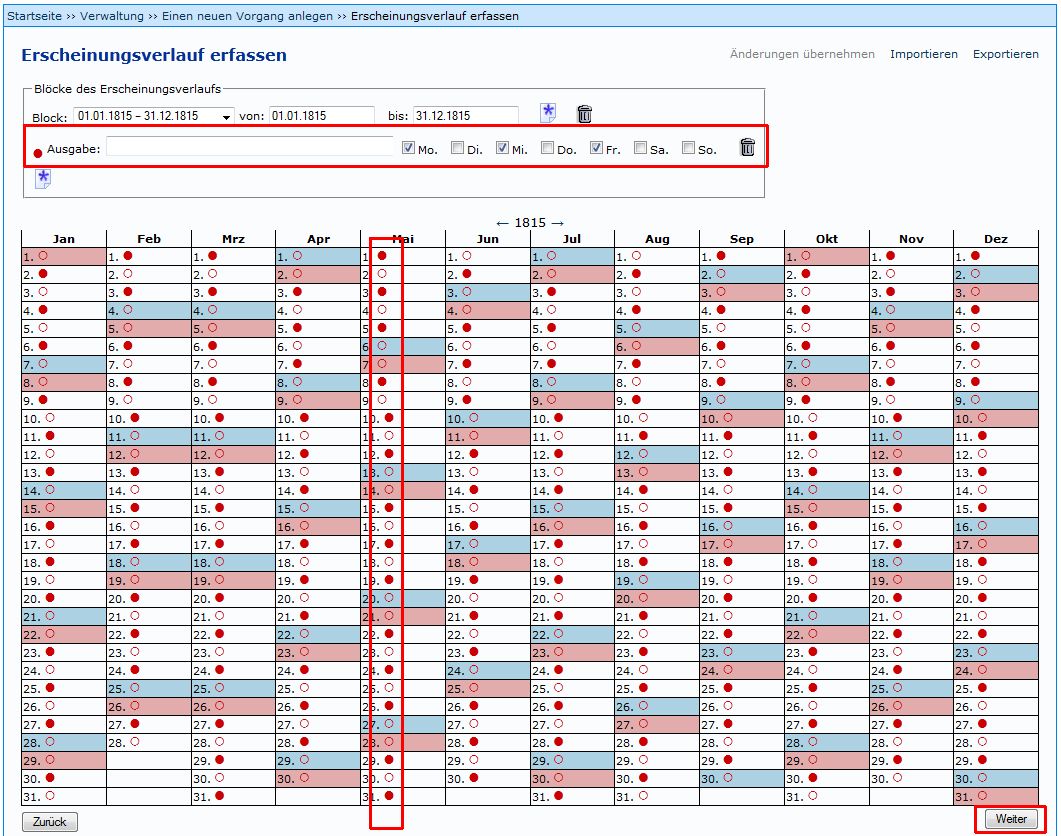 Startseite ›› Verwaltung ›› Einen neuen Vorgang anlegen ›› Erscheinungsverlauf erfassen
Erscheinungsverlauf erfassen
Änderungen übernehmen Importieren Exportieren
Blöcke des Erscheinungsverlaufs
Block: 01.01.1815 − 31.12.1815 von: 01.01.1815 bis: 31.12.1815
Ausgabe: Mo. Di. Mi. Do. Fr. Sa. So.
← 1815 →
Jan Feb Mrz Apr Mai Jun Jul Aug Sep Okt Nov Dez
1. 1. 1. 1. 1. 1. 1. 1. 1. 1. 1. 1.
2. 2. 2. 2. 2. 2. 2. 2. 2. 2. 2. 2.
3. 3. 3. 3. 3. 3. 3. 3. 3. 3. 3. 3.
4. 4. 4. 4. 4. 4. 4. 4. 4. 4. 4. 4.
5. 5. 5. 5. 5. 5. 5. 5. 5. 5. 5. 5.
6. 6. 6. 6. 6. 6. 6. 6. 6. 6. 6. 6.
7. 7. 7. 7. 7. 7. 7. 7. 7. 7. 7. 7.
8. 8. 8. 8. 8. 8. 8. 8. 8. 8. 8. 8.
9. 9. 9. 9. 9. 9. 9. 9. 9. 9. 9. 9.
10. 10. 10. 10. 10. 10. 10. 10. 10. 10. 10. 10.
11. 11. 11. 11. 11. 11. 11. 11. 11. 11. 11. 11.
12. 12. 12. 12. 12. 12. 12. 12. 12. 12. 12. 12.
13. 13. 13. 13. 13. 13. 13. 13. 13. 13. 13. 13.
14. 14. 14. 14. 14. 14. 14. 14. 14. 14. 14. 14.
15. 15. 15. 15. 15. 15. 15. 15. 15. 15. 15. 15.
16. 16. 16. 16. 16. 16. 16. 16. 16. 16. 16. 16.
17. 17. 17. 17. 17. 17. 17. 17. 17. 17. 17. 17.
18. 18. 18. 18. 18. 18. 18. 18. 18. 18. 18. 18.
19. 19. 19. 19. 19. 19. 19. 19. 19. 19. 19. 19.
20. 20. 20. 20. 20. 20. 20. 20. 20. 20. 20. 20.
21. 21. 21. 21. 21. 21. 21. 21. 21. 21. 21. 21.
22. 22. 22. 22. 22. 22. 22. 22. 22. 22. 22. 22.
23. 23. 23. 23. 23. 23. 23. 23. 23. 23. 23. 23.
24. 24. 24. 24. 24. 24. 24. 24. 24. 24. 24. 24.
25. 25. 25. 25. 25. 25. 25. 25. 25. 25. 25. 25.
26. 26. 26. 26. 26. 26. 26. 26. 26. 26. 26. 26.
27. 27. 27. 27. 27. 27. 27. 27. 27. 27. 27. 27.
28. 28. 28. 28. 28. 28. 28. 28. 28. 28. 28. 28.
29. 29. 29. 29. 29. 29. 29. 29. 29. 29. 29.
30. 30. 30. 30. 30. 30. 30. 30. 30. 30. 30.
31. 31. 31. 31. 31. 31. 31.
Zurück Weiter